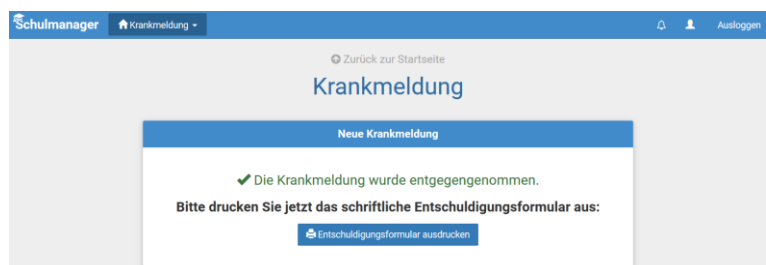 Schulmanager Krankmeldung Ausloggen
Zurück zur Startseite
Krankmeldung
Neue Krankmeldung
Die Krankmeldung wurde entgegengenommen.
Bitte drucken Sie jetzt das schriftliche Entschuldigungsformular aus:
Entschuldigungsformular ausdrucken